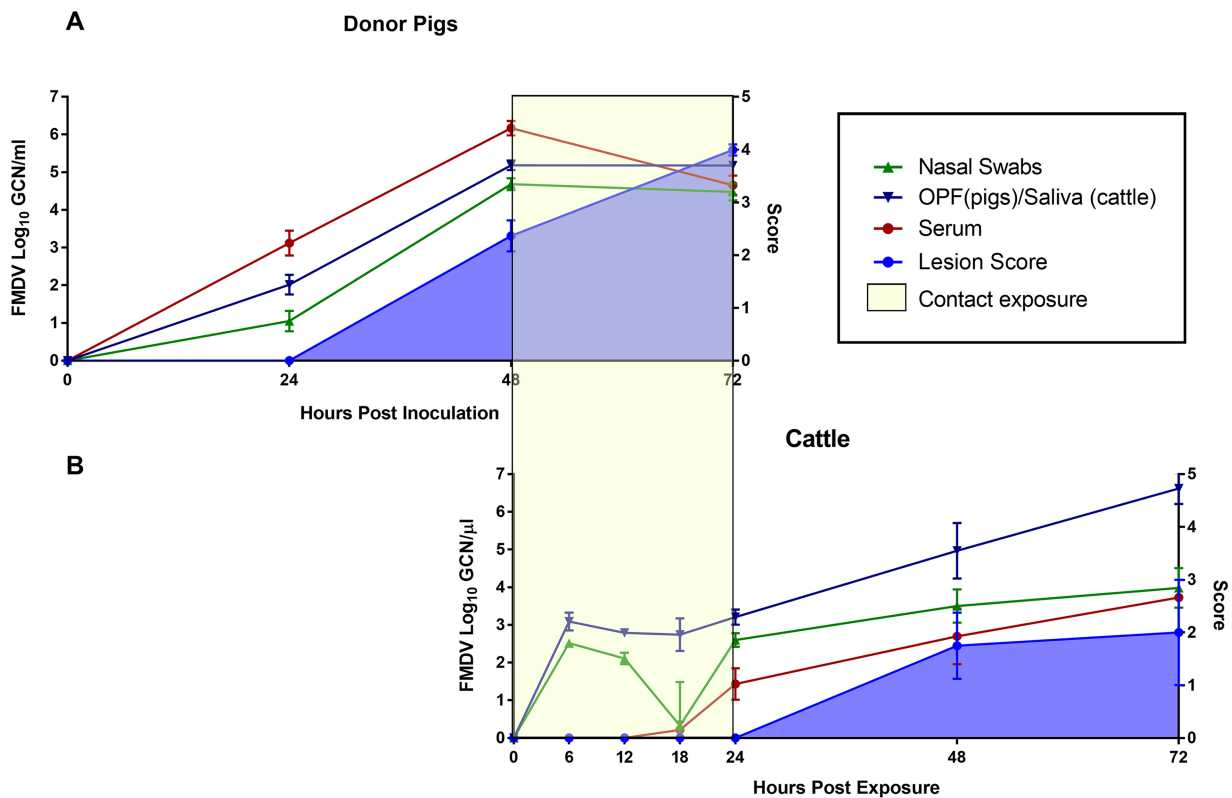 A
Donor Pigs
7
6
5
4
3
2
1
0
FMDV Log10 GCN/ml
5
4
3
2
1
0
Score
0
24
48
72
Hours Post Inoculation
Nasal Swabs
OPF(pigs)/Saliva (cattle)
Serum
Lesion Score
Contact exposure
B
Cattle
7
6
5
4
3
2
1
0
FMDV Log10 GCN/µl
5
4
3
2
1
0
Score
0
6
12
18
24
48
72
Hours Post Exposure